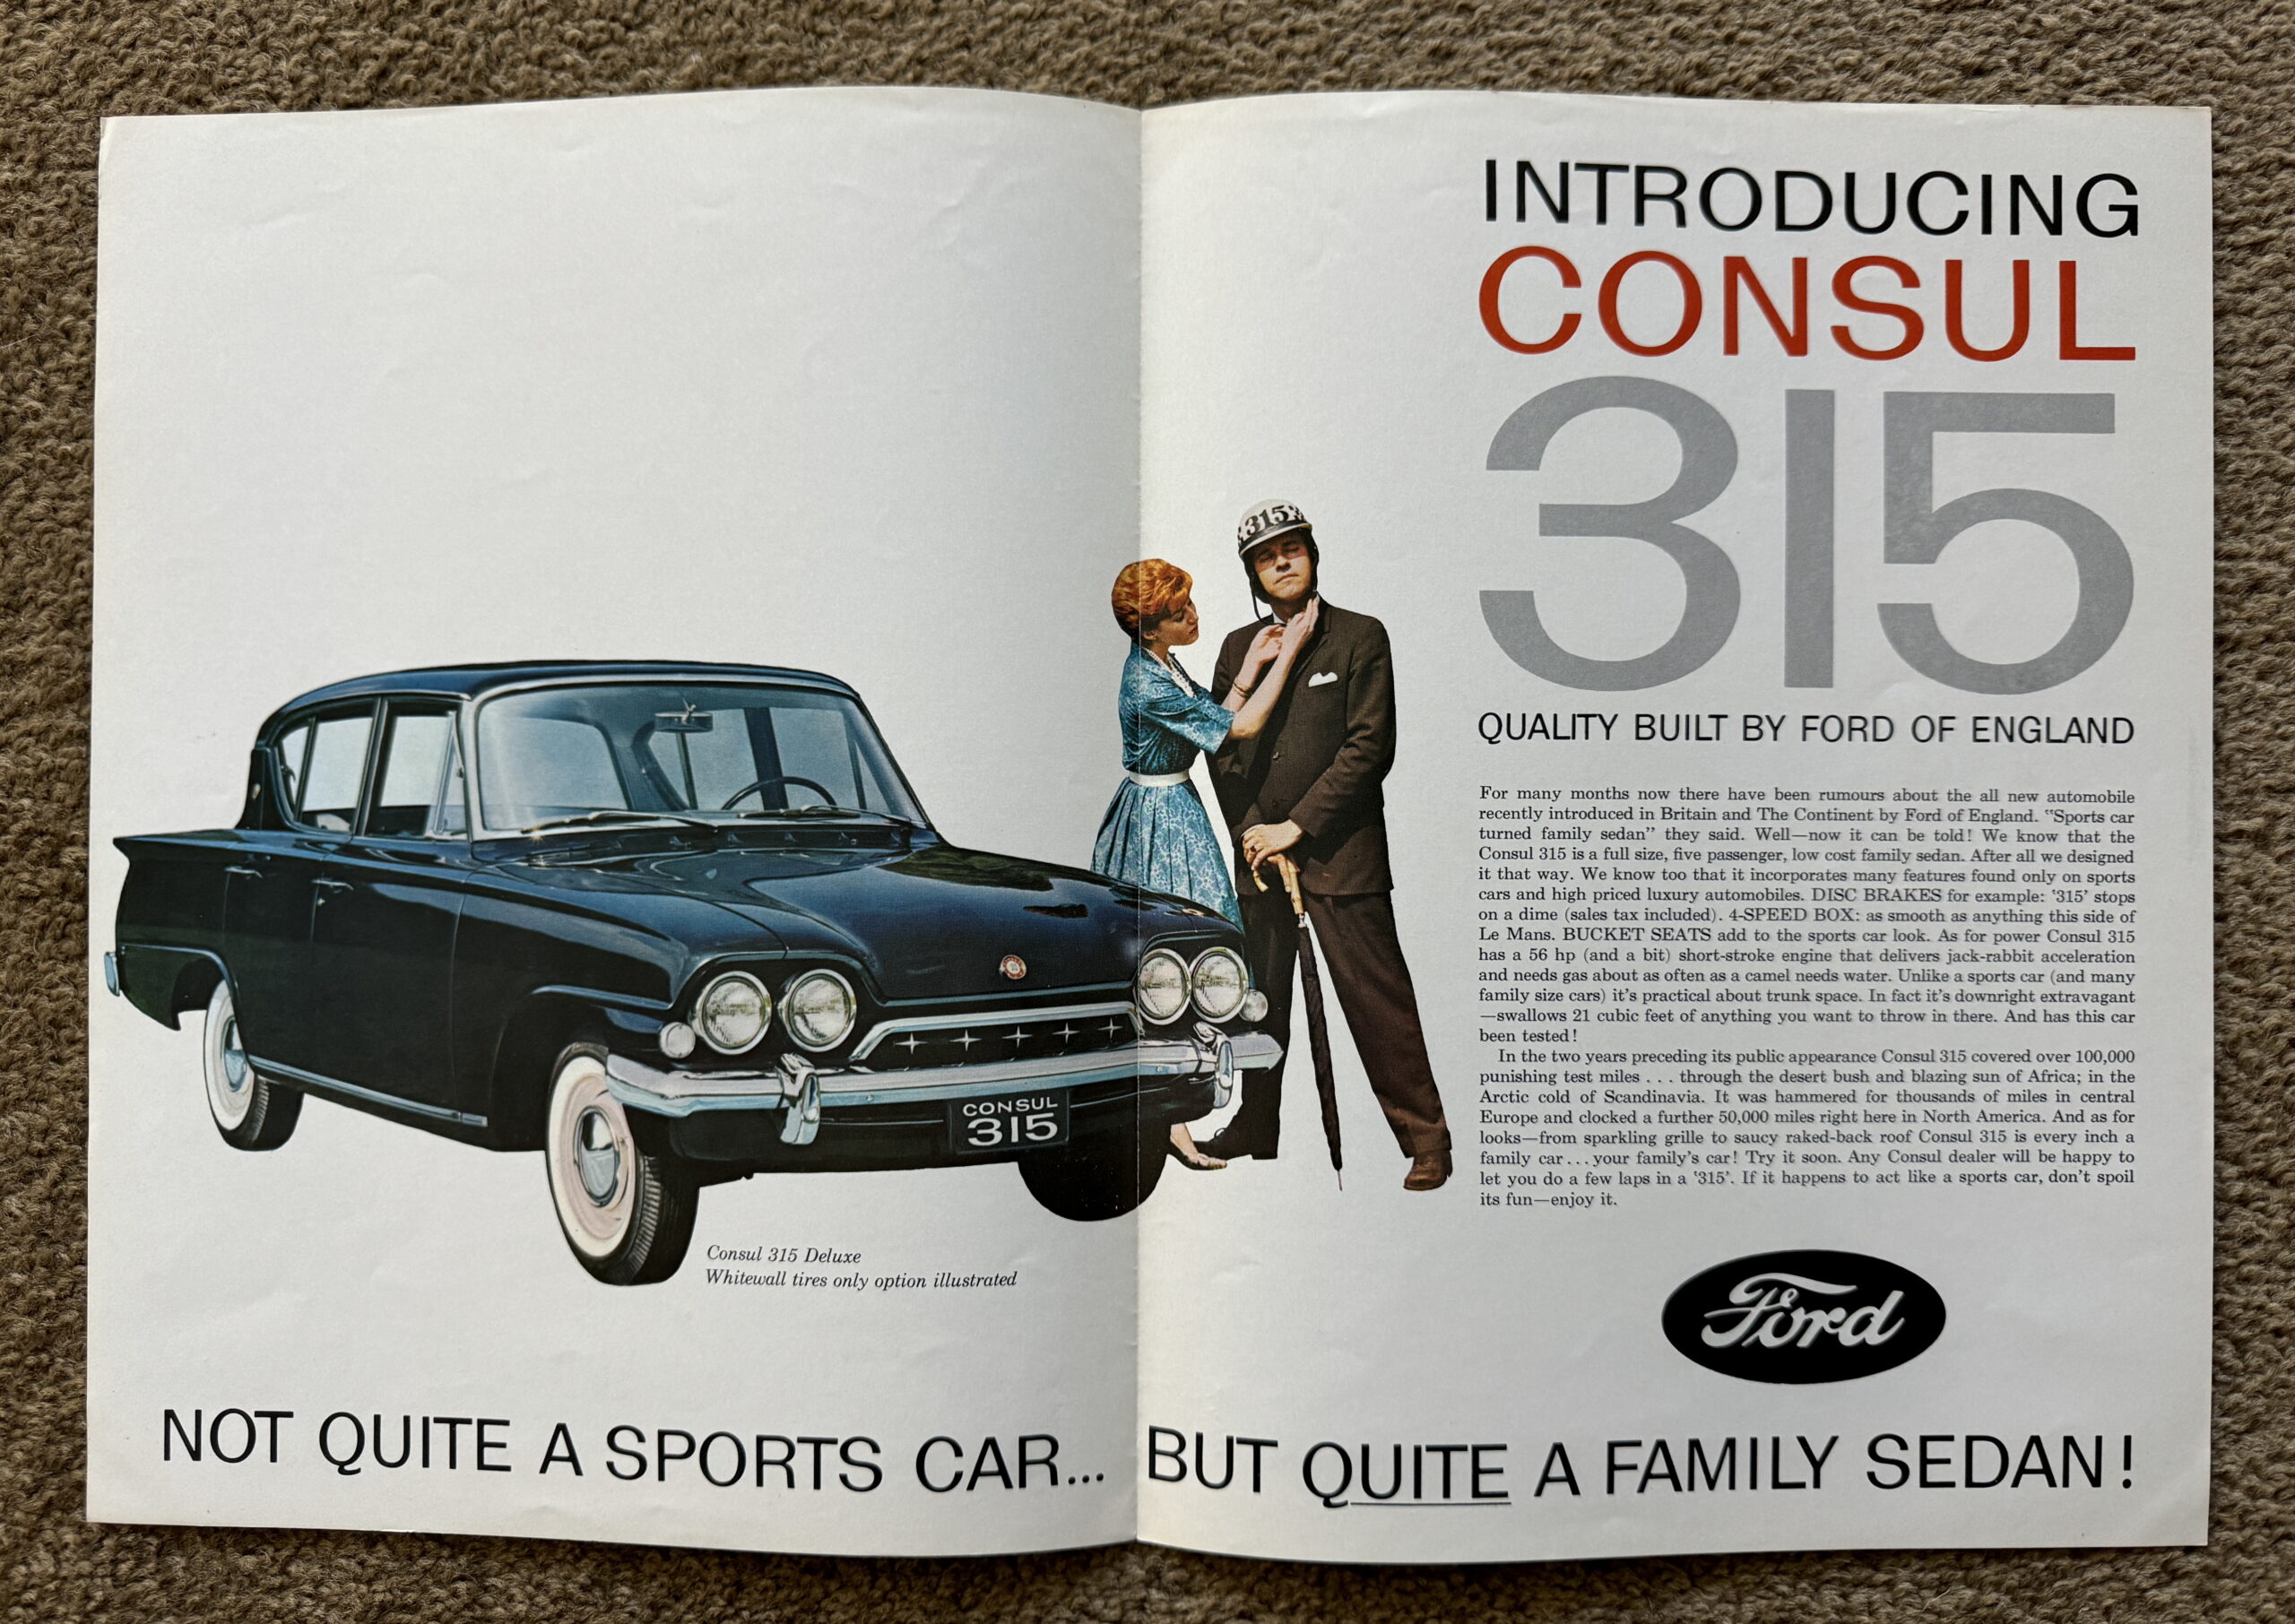 INTRODUCING
CONSUL
315
QUALITY BUILT BY FORD OF ENGLAND
For many months now there have been rumours about the all new automobile
recently introduced in Britain and The Continent by Ford of England. "Sports car
turned family sedan" they said. Well—now it can be told! We know that the
Consul 315 is a full size, five passenger, low cost family sedan. After all we designed
it that way. We know too that it incorporates many features found only on sports
cars and high priced luxury automobiles. DISC BRAKES for example: '315' stops
on a dime (sales tax included). 4-SPEED BOX: as smooth as anything this side of
Le Mans. BUCKET SEATS add to the sports car look. As for power Consul 315
has a 56 hp (and a bit) short-stroke engine that delivers jack-rabbit acceleration
and needs gas about as often as a camel needs water. Unlike a sports car (and many
family size cars) it's practical about trunk space. In fact it's downright extravagant
—swallows 21 cubic feet of anything you want to throw in there. And has this car
been tested!
In the two years preceding its public appearance Consul 315 covered over 100,000
punishing test miles . . . through the desert bush and blazing sun of Africa; in the
Arctic cold of Scandinavia. It was hammered for thousands of miles in central
Europe and clocked a further 50,000 miles right here in North America. And as for
looks—from sparkling grille to saucy raked-back roof Consul 315 is every inch a
family car . . . your family's car! Try it soon. Any Consul dealer will be happy to
let you do a few laps in a '315'. If it happens to act like a sports car, don't spoil
its fun—enjoy it.
315
CONSUL
315
Consul 315 Deluxe
Whitewall tires only option illustrated
Ford
NOT QUITE A SPORTS CAR... BUT QUITE A FAMILY SEDAN!